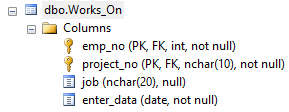 dbo.Works_On
Columns
emp_no (PK, FK, int, not null)
project_no (PK, FK, nchar(10), not null)
job (nchar(20), null)
enter_data (date, not null)